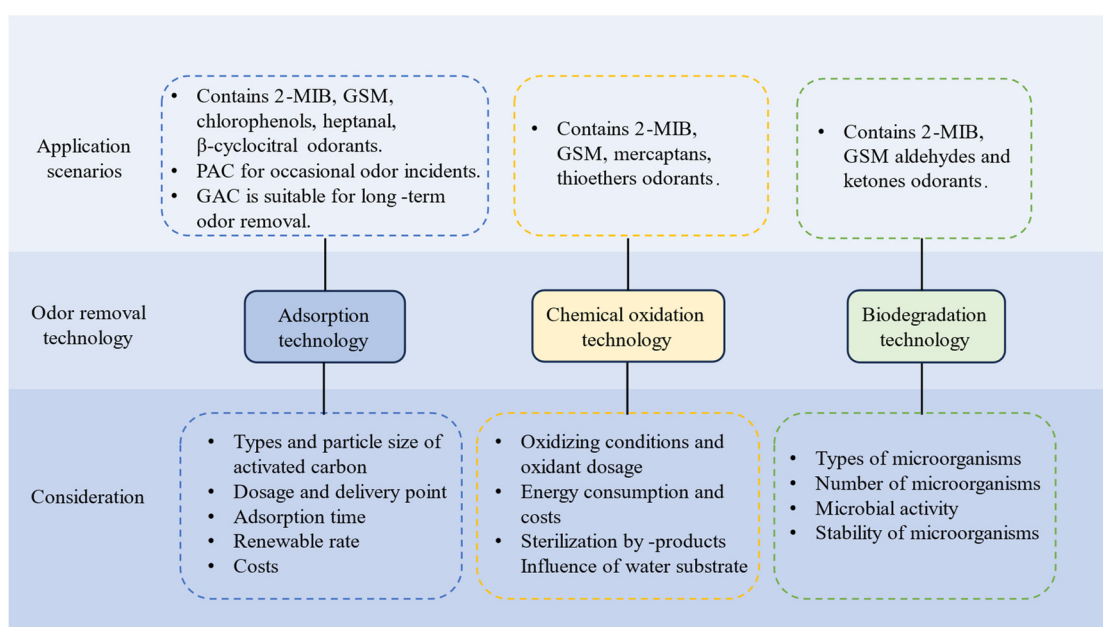 Application
scenarios
• Contains 2-MIB, GSM,
chlorophenols, heptanal,
β-cyclocitral odorants.
• PAC for occasional odor incidents.
• GAC is suitable for long -term
odor removal.
• Contains 2-MIB,
GSM, mercaptans,
thioethers odorants.
• Contains 2-MIB,
GSM aldehydes and
ketones odorants.
Odor removal
technology
Adsorption
technology
Chemical oxidation
technology
Biodegradation
technology
Consideration
• Types and particle size of
activated carbon
• Dosage and delivery point
• Adsorption time
• Renewable rate
• Costs
• Oxidizing conditions and
oxidant dosage
• Energy consumption and
costs
• Sterilization by -products
Influence of water substrate
• Types of microorganisms
• Number of microorganisms
• Microbial activity
• Stability of microorganisms